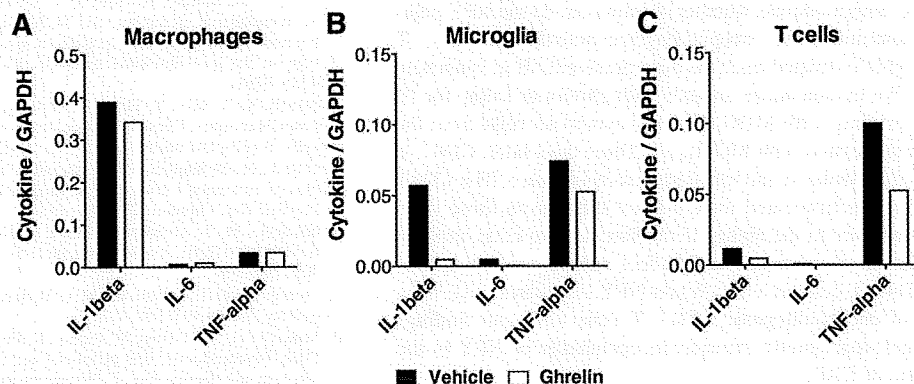 A
Macrophages
Cytokine / GAPDH
0.5
0.4
0.3
0.2
0.1
0.0
IL-1beta
IL-6
TNF-alpha
B
Microglia
Cytokine / GAPDH
0.15
0.10
0.05
0.00
IL-1beta
IL-6
TNF-alpha
C
T cells
Cytokine / GAPDH
0.15
0.10
0.05
0.00
IL-1beta
IL-6
TNF-alpha
Vehicle Ghrelin